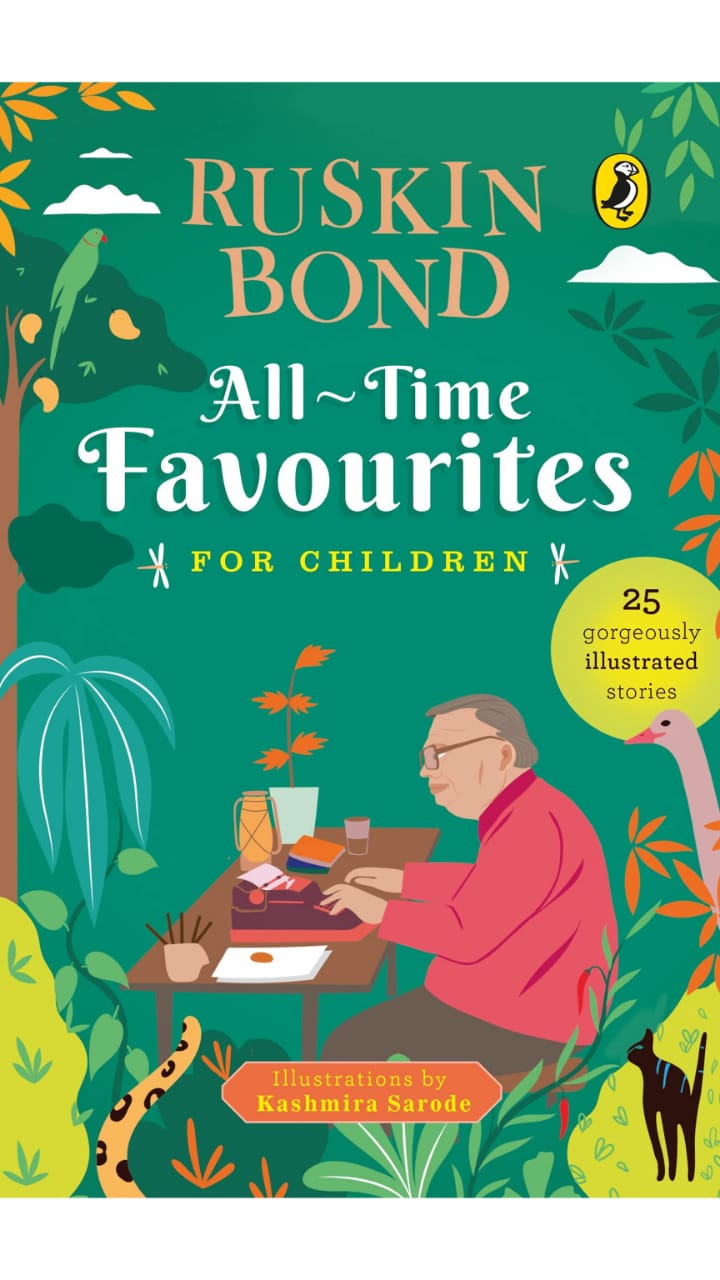 RUSKIN
BOND
All~Time
Favourites
FOR CHILDREN
25
gorgeously
illustrated
stories
Illustrations by
Kashmira Sarode